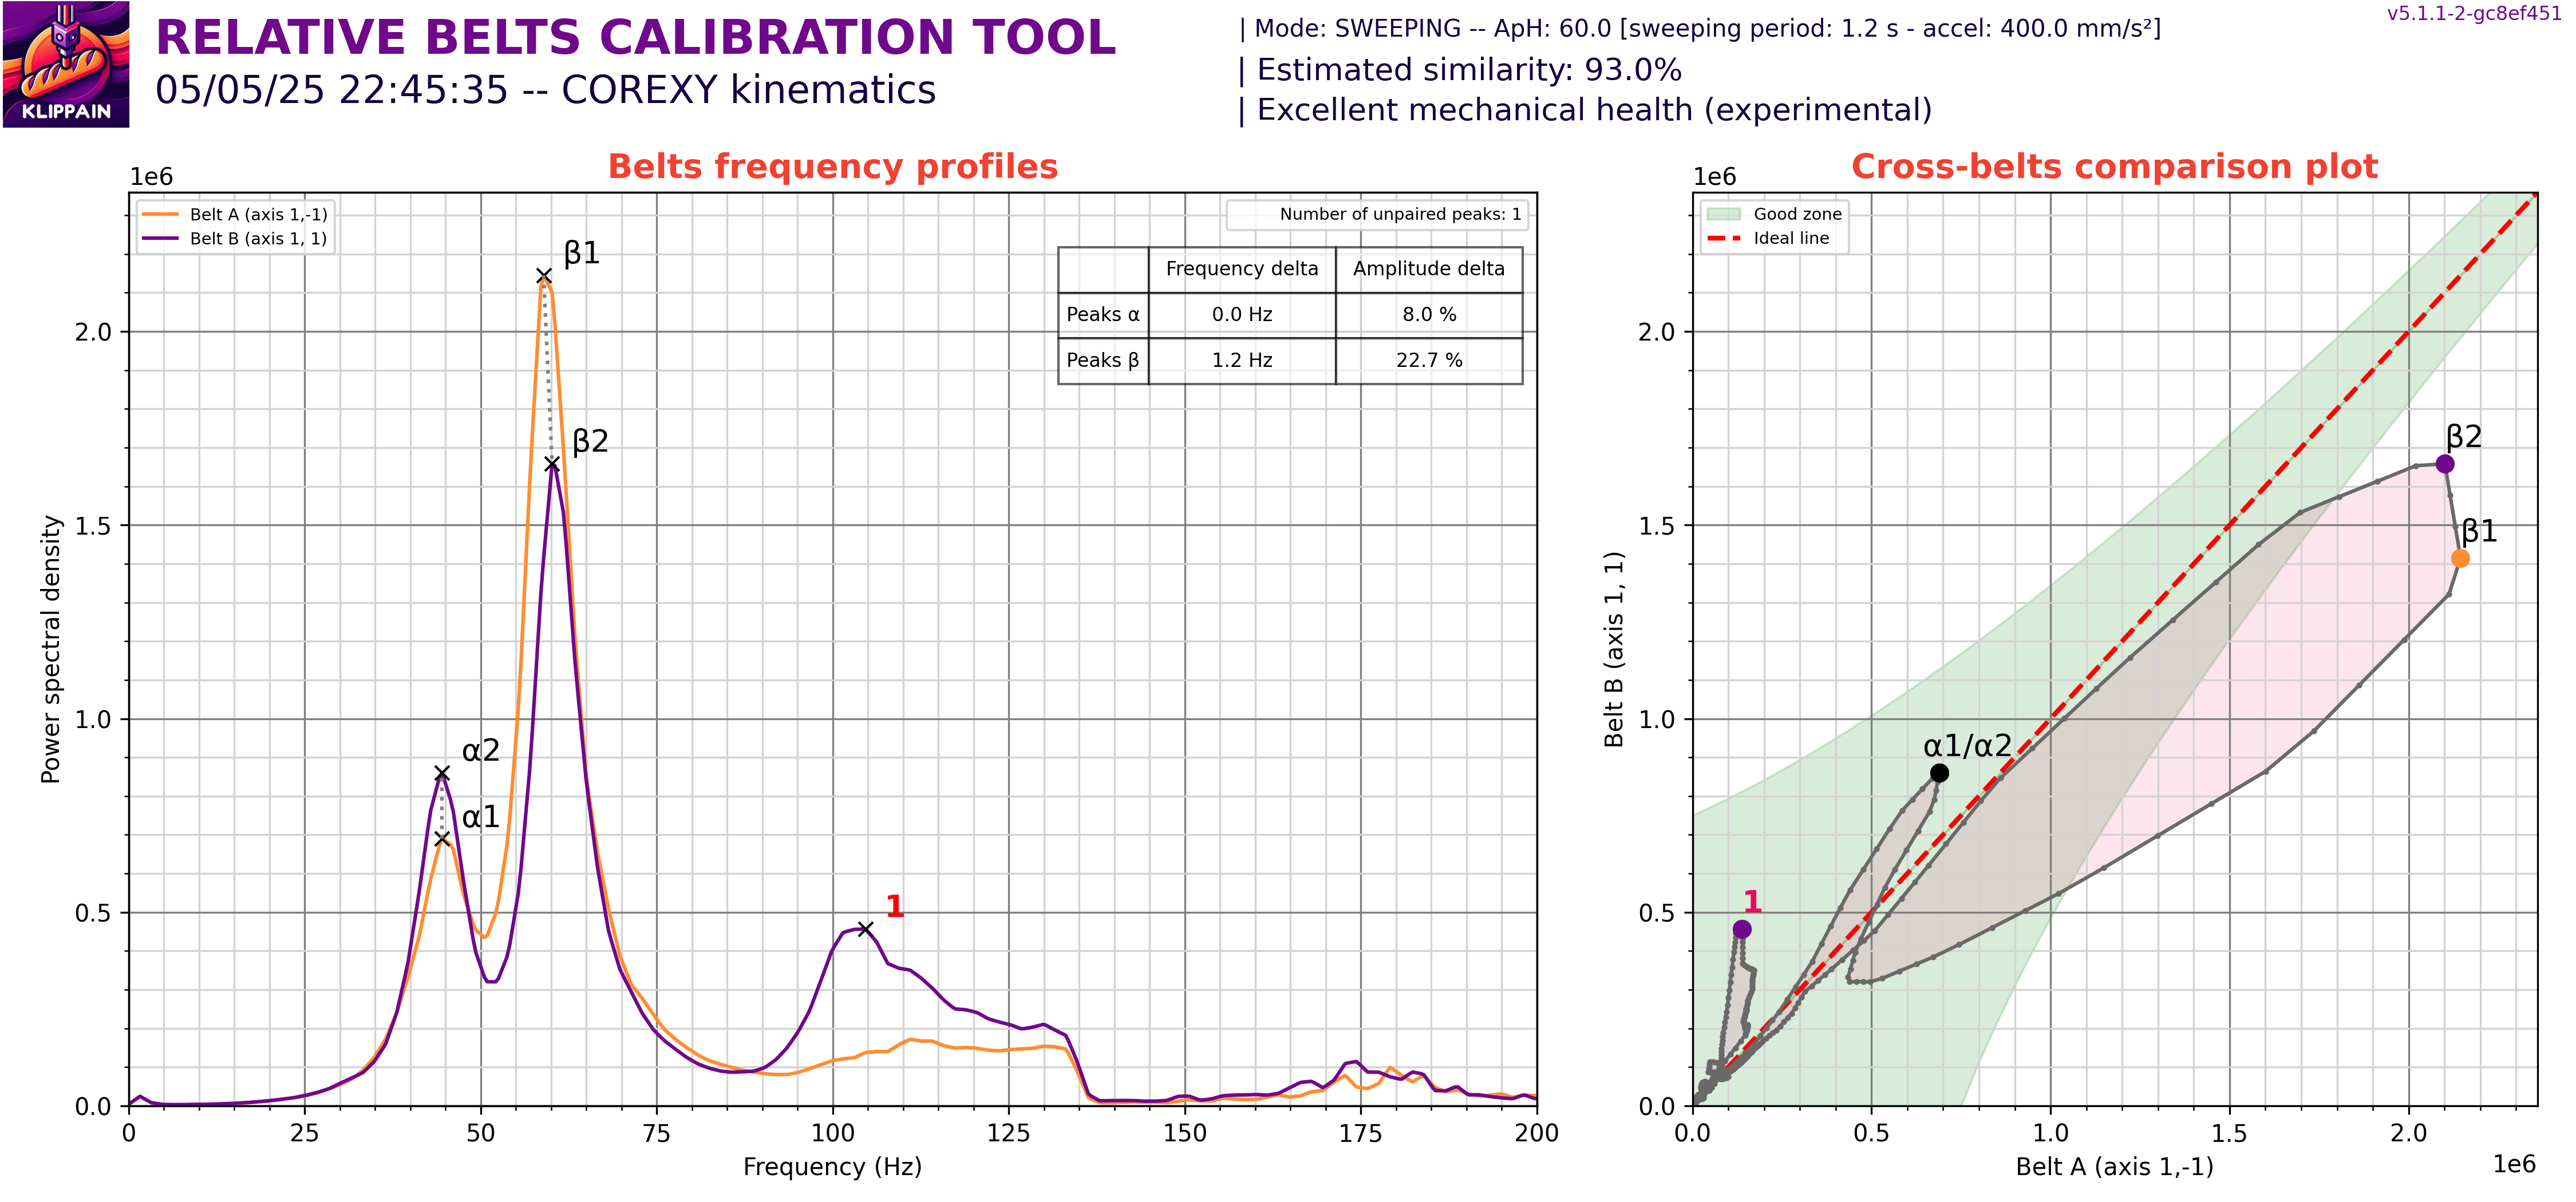 KLIPPAIN
RELATIVE BELTS CALIBRATION TOOL
05/05/25 22:45:35 -- COREXY kinematics
| Mode: SWEEPING -- ApH: 60.0 [sweeping period: 1.2 s - accel: 400.0 mm/s²]
| Estimated similarity: 93.0%
| Excellent mechanical health (experimental)
v5.1.1-2-gc8ef451
Belts frequency profiles
1e6
Belt A (axis 1,-1)
Belt B (axis 1, 1)
Number of unpaired peaks: 1
Frequency delta Amplitude delta
Peaks α 0.0 Hz 8.0 %
Peaks β 1.2 Hz 22.7 %
β1
β2
α2
α1
1
2.0
1.5
1.0
0.5
0.0
Power spectral density
0 25 50 75 100 125 150 175 200
Frequency (Hz)
Cross-belts comparison plot
1e6
Good zone
Ideal line
β2
β1
α1/α2
1
2.0
1.5
1.0
0.5
0.0
Belt B (axis 1, 1)
0.0 0.5 1.0 1.5 2.0
Belt A (axis 1,-1)
1e6